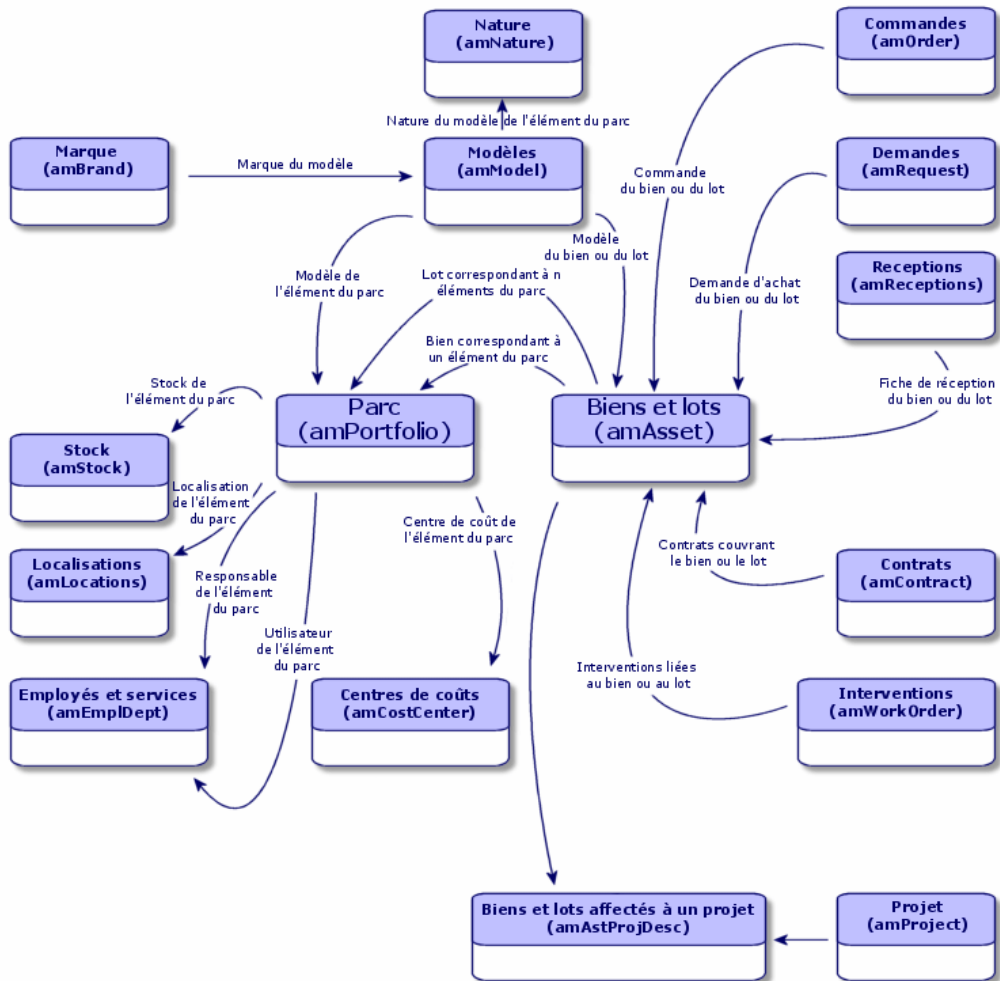 Nature
(amNature)
Commandes
(amOrder)
Nature du modèle de l'élément du parc
Marque
(amBrand)
Marque du modèle
Modèles
(amModel)
Commande
du bien ou du lot
Demandes
(amRequest)
Modèle
du bien ou du lot
Modèle de
l'élément du parc
Lot correspondant à n
éléments du parc
Demande d'achat
du bien ou du lot
Receptions
(amReceptions)
Bien correspondant à
un élément du parc
Stock de
l'élément du parc
Fiche de réception
du bien ou du lot
Parc
(amPortfolio)
Biens et lots
(amAsset)
Stock
(amStock)
Localisation
de l'élément
du parc
Centre de coût de
l'élément du parc
Contrats couvrant
le bien ou le lot
Localisations
(amLocations)
Responsable
de l'élément
du parc
Contrats
(amContract)
Utilisateur
de l'élément
du parc
Interventions liées
au bien ou au lot
Employés et services
(amEmplDept)
Centres de coûts
(amCostCenter)
Interventions
(amWorkOrder)
Biens et lots affectés à un projet
(amAstProjDesc)
Projet
(amProject)